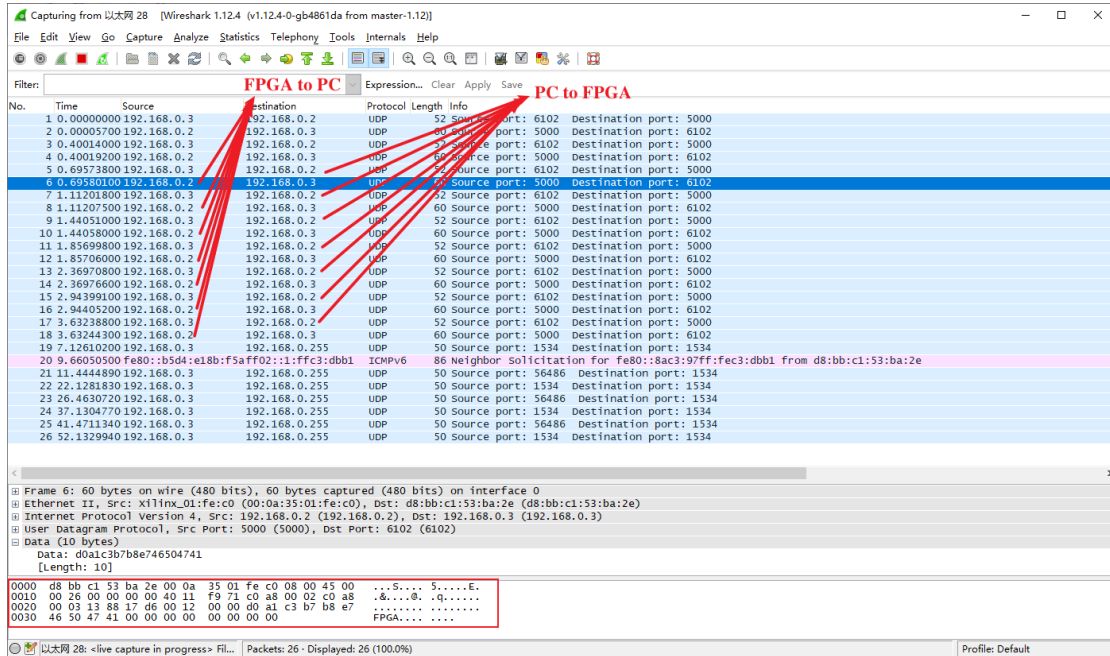 Capturing from 以太网 28 [Wireshark 1.12.4 (v1.12.4-0-gb4861da from master-1.12)]
File Edit View Go Capture Analyze Statistics Telephony Tools Internals Help
Filter: FPGA to PC Expression... Clear Apply Save PC to FPGA
No. Time Source Destination Protocol Length Info
1 0.00000000 192.168.0.3 192.168.0.2 UDP 52 Source port: 6102 Destination port: 5000
2 0.00005700 192.168.0.2 192.168.0.3 UDP 60 Source port: 5000 Destination port: 6102
3 0.40014000 192.168.0.3 192.168.0.2 UDP 52 Source port: 6102 Destination port: 5000
4 0.40019200 192.168.0.2 192.168.0.3 UDP 60 Source port: 5000 Destination port: 6102
5 0.69573800 192.168.0.3 192.168.0.2 UDP 52 Source port: 6102 Destination port: 5000
6 0.69580100 192.168.0.2 192.168.0.3 UDP 60 Source port: 5000 Destination port: 6102
7 1.11201800 192.168.0.3 192.168.0.2 UDP 52 Source port: 6102 Destination port: 5000
8 1.11207500 192.168.0.2 192.168.0.3 UDP 60 Source port: 5000 Destination port: 6102
9 1.44051000 192.168.0.3 192.168.0.2 UDP 52 Source port: 6102 Destination port: 5000
10 1.44058000 192.168.0.2 192.168.0.3 UDP 60 Source port: 5000 Destination port: 6102
11 1.85699800 192.168.0.3 192.168.0.2 UDP 52 Source port: 6102 Destination port: 5000
12 1.85706000 192.168.0.2 192.168.0.3 UDP 60 Source port: 5000 Destination port: 6102
13 2.36970800 192.168.0.3 192.168.0.2 UDP 52 Source port: 6102 Destination port: 5000
14 2.36976600 192.168.0.2 192.168.0.3 UDP 60 Source port: 5000 Destination port: 6102
15 2.94399100 192.168.0.3 192.168.0.2 UDP 52 Source port: 6102 Destination port: 5000
16 2.94405200 192.168.0.2 192.168.0.3 UDP 60 Source port: 5000 Destination port: 6102
17 3.63238800 192.168.0.3 192.168.0.2 UDP 52 Source port: 6102 Destination port: 5000
18 3.63244300 192.168.0.2 192.168.0.3 UDP 60 Source port: 5000 Destination port: 6102
19 7.12610200 192.168.0.3 192.168.0.255 UDP 50 Source port: 1534 Destination port: 1534
20 9.66050500 fe80::b5d4:e18b:f5a ff02::1:ffc3:dbb1 ICMPv6 86 Neighbor Solicitation for fe80::8ac3:97ff:fec3:dbb1 from d8:bb:c1:53:ba:2e
21 11.4444890 192.168.0.3 192.168.0.255 UDP 50 Source port: 56486 Destination port: 1534
22 22.1281830 192.168.0.3 192.168.0.255 UDP 50 Source port: 1534 Destination port: 1534
23 26.4630720 192.168.0.3 192.168.0.255 UDP 50 Source port: 56486 Destination port: 1534
24 37.1304770 192.168.0.3 192.168.0.255 UDP 50 Source port: 1534 Destination port: 1534
25 41.4711340 192.168.0.3 192.168.0.255 UDP 50 Source port: 56486 Destination port: 1534
26 52.1329940 192.168.0.3 192.168.0.255 UDP 50 Source port: 1534 Destination port: 1534
Frame 6: 60 bytes on wire (480 bits), 60 bytes captured (480 bits) on interface 0
Ethernet II, Src: Xilinx_01:fe:c0 (00:0a:35:01:fe:c0), Dst: d8:bb:c1:53:ba:2e (d8:bb:c1:53:ba:2e)
Internet Protocol Version 4, Src: 192.168.0.2 (192.168.0.2), Dst: 192.168.0.3 (192.168.0.3)
User Datagram Protocol, Src Port: 5000 (5000), Dst Port: 6102 (6102)
Data (10 bytes)
Data: d0a1c3b7b8e746504741
[Length: 10]
0000 d8 bb c1 53 ba 2e 00 0a 35 01 fe c0 08 00 45 00 ...S.... 5.....E.
0010 00 26 00 00 00 00 40 11 f9 71 c0 a8 00 02 c0 a8 .&....@. .q......
0020 00 03 13 88 17 d6 00 12 00 00 d0 a1 c3 b7 b8 e7 ........ ........
0030 46 50 47 41 00 00 00 00 00 00 00 00 FPGA.... ....
以太网 28: <live capture in progress> Fil... Packets: 26 · Displayed: 26 (100.0%) Profile: Default